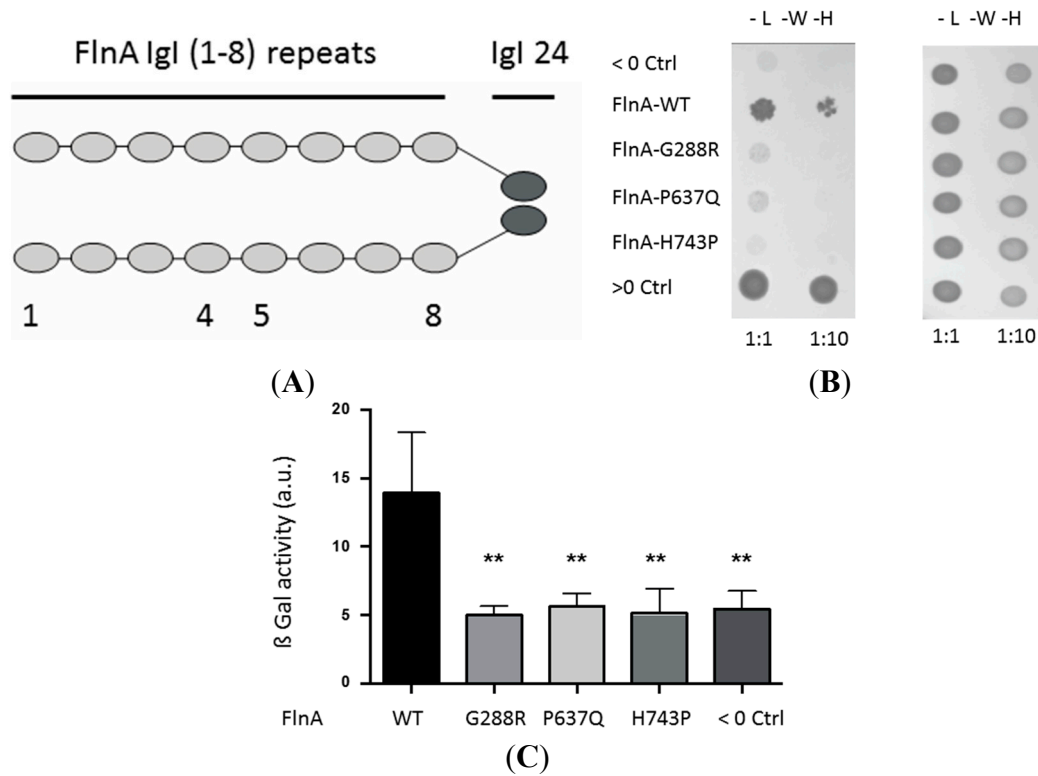 FlnA IgI (1-8) repeats
IgI 24
1 4 5 8
(A)
- L -W -H
- L -W -H
< 0 Ctrl
FlnA-WT
FlnA-G288R
FlnA-P637Q
FlnA-H743P
>0 Ctrl
1:1 1:10
1:1 1:10
(B)
ß Gal activity (a.u.)
20
15
10
5
0
** ** ** **
FlnA WT G288R P637Q H743P < 0 Ctrl
(C)